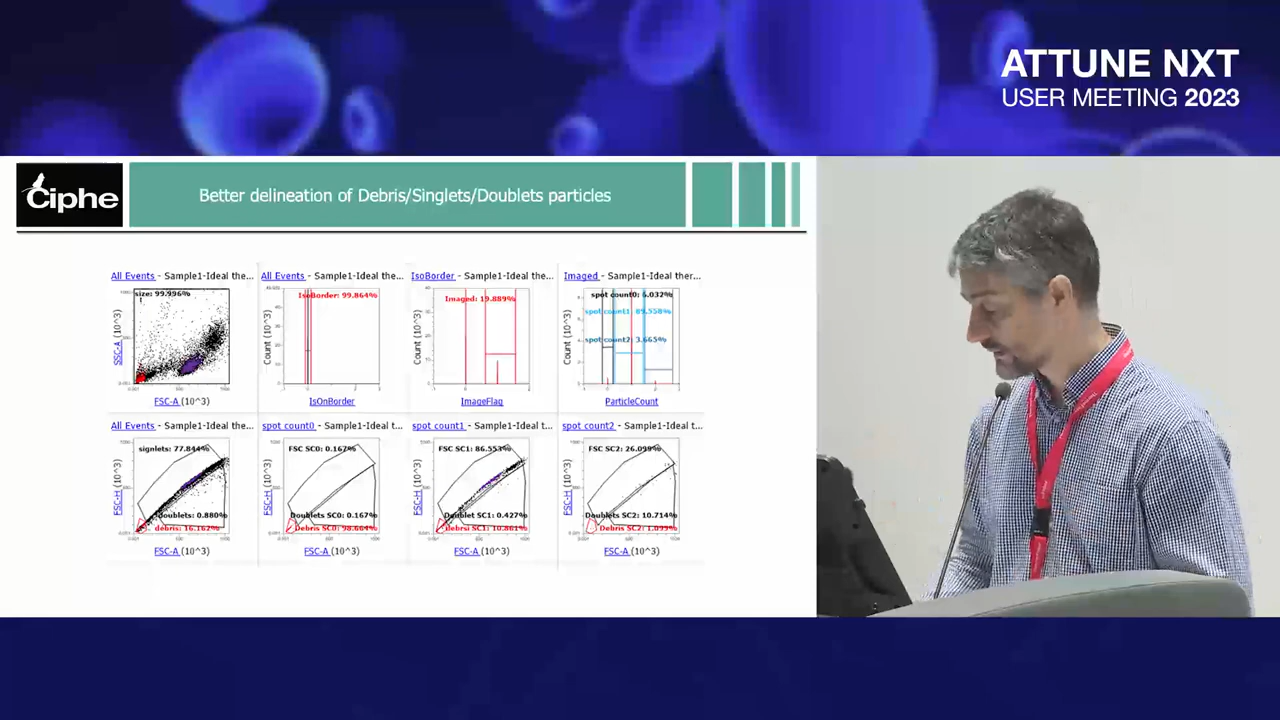 ATTUNE NXT
USER MEETING 2023
Ciphe
Better delineation of Debris/Singlets/Doublets particles
All Events - Sample1-Ideal the...
size: 99.996%
SSC-A (10^3)
FSC-A (10^3)
All Events - Sample1-Ideal the...
IsoBorder: 99.864%
Count (10^3)
IsOnBorder
IsoBorder - Sample1-Ideal the...
Imaged: 19.889%
Count (10^3)
ImageFlag
Imaged - Sample1-Ideal ther...
spot count0: 6.032%
spot count1: 89.558%
spot count2: 3.665%
Count (10^3)
ParticleCount
All Events - Sample1-Ideal the...
signlets: 77.844%
doublets: 0.880%
debris: 16.162%
FSC-H (10^3)
FSC-A (10^3)
spot count0 - Sample1-Ideal t...
FSC SC0: 0.167%
Doublets SC0: 0.167%
Debris SC0: 98.664%
FSC-H (10^3)
FSC-A (10^3)
spot count1 - Sample1-Ideal t...
FSC SC1: 86.553%
Doublet SC1: 0.427%
Debris SC1: 10.861%
FSC-H (10^3)
FSC-A (10^3)
spot count2 - Sample1-Ideal t...
FSC SC2: 26.099%
Doublets SC2: 10.714%
Debris SC2: 1.099%
FSC-H (10^3)
FSC-A (10^3)